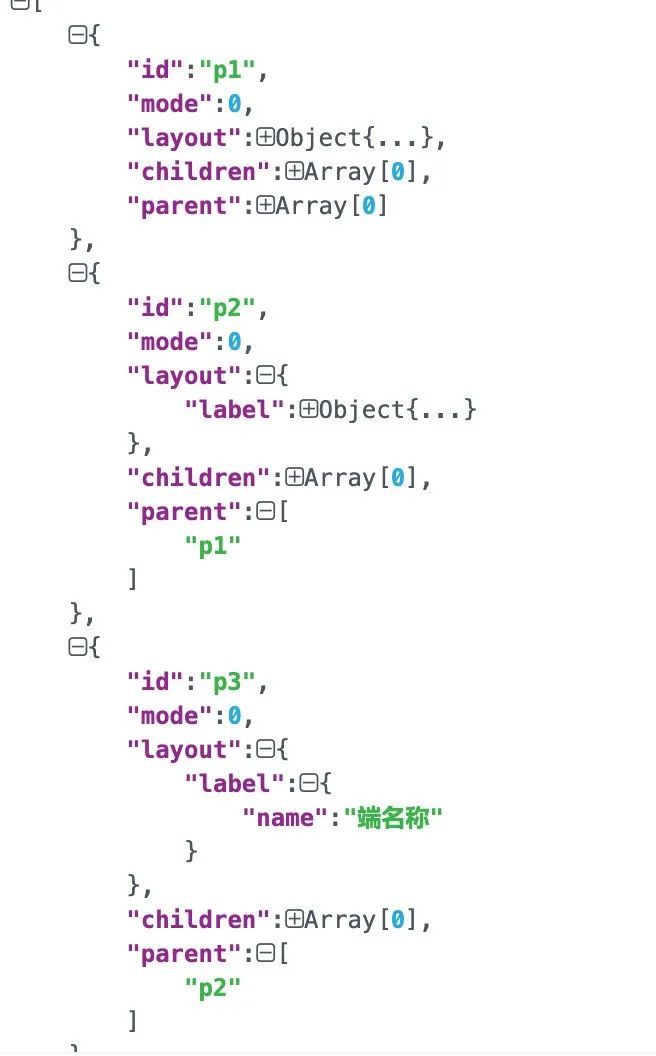 [
{
"id":"p1",
"mode":0,
"layout":Object{...},
"children":Array[0],
"parent":Array[0]
},
{
"id":"p2",
"mode":0,
"layout":{
"label":Object{...}
},
"children":Array[0],
"parent":[
"p1"
]
},
{
"id":"p3",
"mode":0,
"layout":{
"label":{
"name":"端名称"
}
},
"children":Array[0],
"parent":[
"p2"
]
}